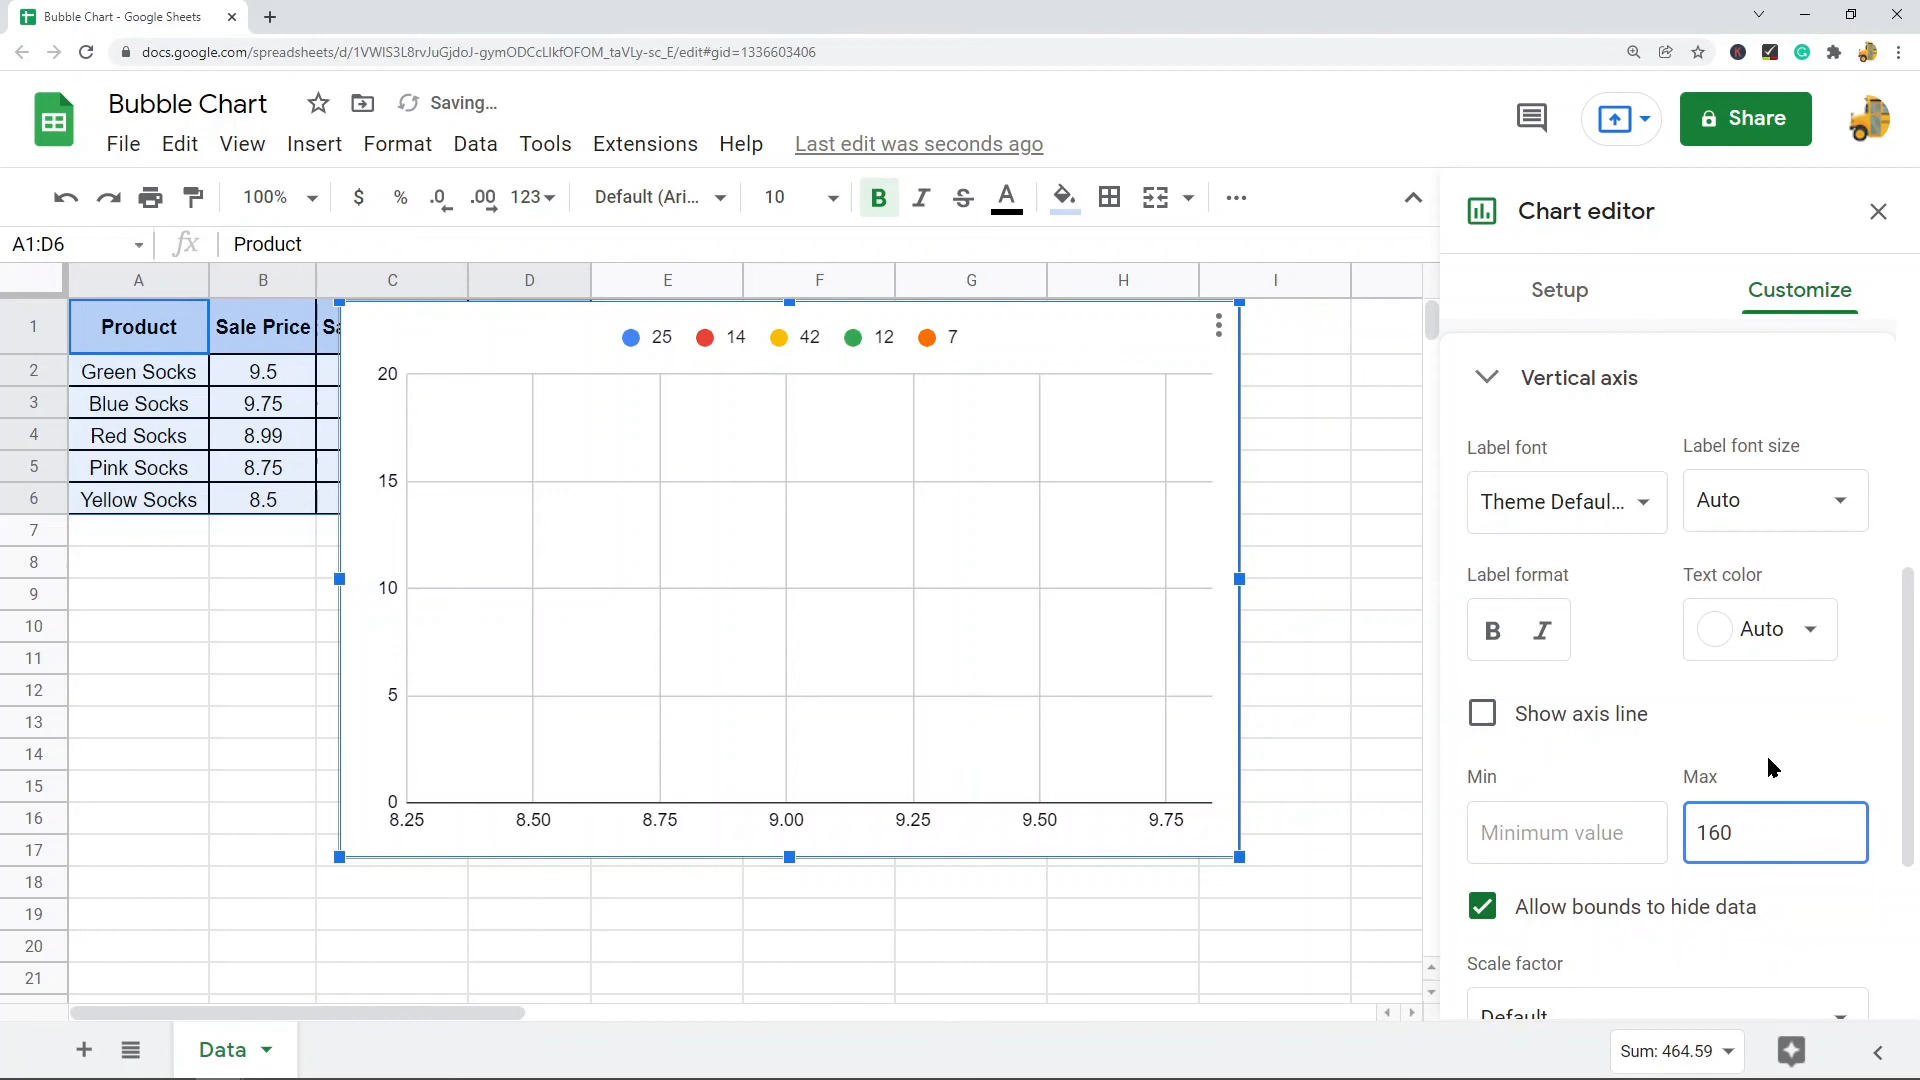 Bubble Chart - Google Sheets
docs.google.com/spreadsheets/d/1VWIS3L8rvJuGjdoJ-gymODCcLIkfOFOM_taVLy-sc_E/edit#gid=1336603406
Bubble Chart Saving...
File Edit View Insert Format Data Tools Extensions Help Last edit was seconds ago
Share
100% $ % .0 .00 123 Default (Ari... 10 B I S A
A1:D6 fx Product
A B C D E F G H I
1 Product Sale Price Sa
2 Green Socks 9.5
3 Blue Socks 9.75
4 Red Socks 8.99
5 Pink Socks 8.75
6 Yellow Socks 8.5
7
8
9
10
11
12
13
14
15
16
17
18
19
20
21
25 14 42 12 7
20
15
10
5
0
8.25 8.50 8.75 9.00 9.25 9.50 9.75
Chart editor
Setup Customize
Vertical axis
Label font Label font size
Theme Defaul... Auto
Label format Text color
B I Auto
Show axis line
Min Max
Minimum value 160
Allow bounds to hide data
Scale factor
Default
Data
Sum: 464.59